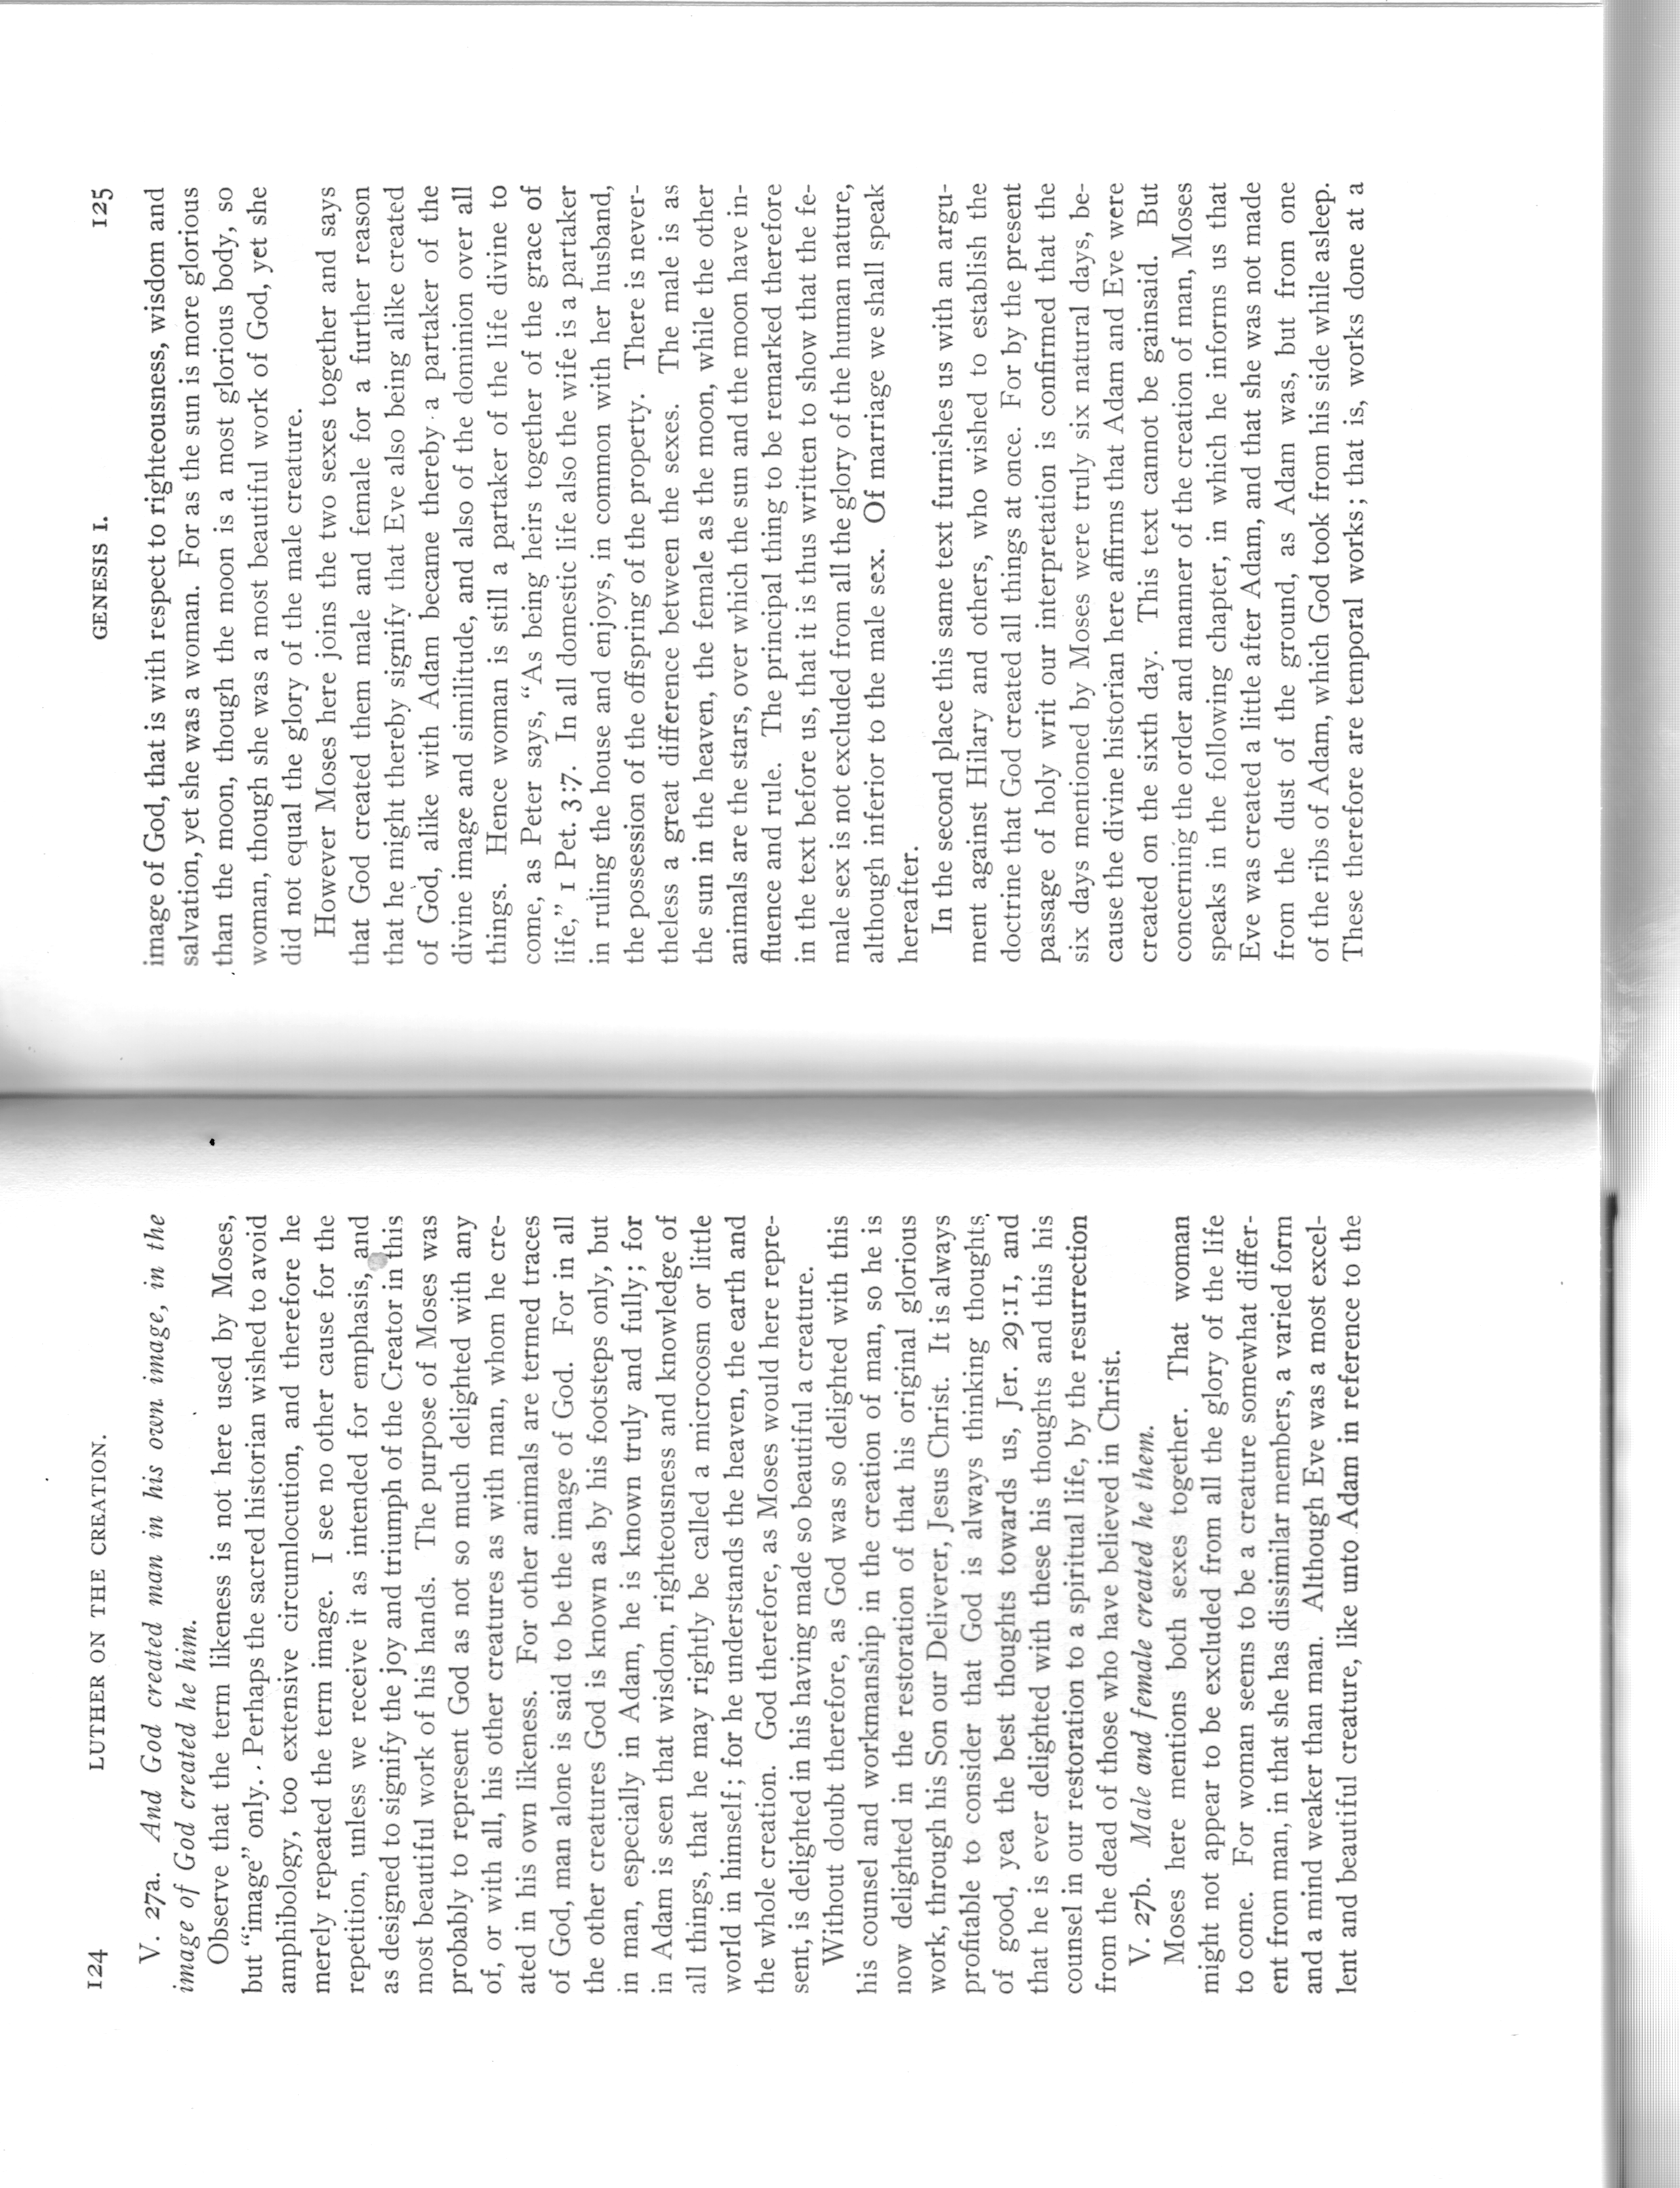 124 LUTHER ON THE CREATION.
V. 27a. And God created man in his own image, in the
image of God created he him.
Observe that the term likeness is not here used by Moses,
but “image” only. Perhaps the sacred historian wished to avoid
amphibology, too extensive circumlocution, and therefore he
merely repeated the term image. I see no other cause for the
repetition, unless we receive it as intended for emphasis, and
as designed to signify the joy and triumph of the Creator in this
most beautiful work of his hands. The purpose of Moses was
probably to represent God as not so much delighted with any
of, or with all, his other creatures as with man, whom he cre-
ated in his own likeness. For other animals are termed traces
of God, man alone is said to be the image of God. For in all
the other creatures God is known as by his footsteps only, but
in man, especially in Adam, he is known truly and fully; for
in Adam is seen that wisdom, righteousness and knowledge of
all things, that he may rightly be called a microcosm or little
world in himself; for he understands the heaven, the earth and
the whole creation. God therefore, as Moses would here repre-
sent, is delighted in his having made so beautiful a creature.
Without doubt therefore, as God was so delighted with this
his counsel and workmanship in the creation of man, so he is
now delighted in the restoration of that his original glorious
work, through his Son our Deliverer, Jesus Christ. It is always
profitable to consider that God is always thinking thoughts
of good, yea the best thoughts towards us, Jer. 29:11, and
that he is ever delighted with these his thoughts and this his
counsel in our restoration to a spiritual life, by the resurrection
from the dead of those who have believed in Christ.
V. 27b. Male and female created he them.
Moses here mentions both sexes together. That woman
might not appear to be excluded from all the glory of the life
to come. For woman seems to be a creature somewhat differ-
ent from man, in that she has dissimilar members, a varied form
and a mind weaker than man. Although Eve was a most excel-
lent and beautiful creature, like unto Adam in reference to the
GENESIS I. 125
image of God, that is with respect to righteousness, wisdom and
salvation, yet she was a woman. For as the sun is more glorious
than the moon, though the moon is a most glorious body, so
woman, though she was a most beautiful work of God, yet she
did not equal the glory of the male creature.
However Moses here joins the two sexes together and says
that God created them male and female for a further reason
that he might thereby signify that Eve also being alike created
of God, alike with Adam became thereby a partaker of the
divine image and similitude, and also of the dominion over all
things. Hence woman is still a partaker of the life divine to
come, as Peter says, “As being heirs together of the grace of
life,” 1 Pet. 3:7. In all domestic life also the wife is a partaker
in ruling the house and enjoys, in common with her husband,
the possession of the offspring of the property. There is never-
theless a great difference between the sexes. The male is as
the sun in the heaven, the female as the moon, while the other
animals are the stars, over which the sun and the moon have in-
fluence and rule. The principal thing to be remarked therefore
in the text before us, that it is thus written to show that the fe-
male sex is not excluded from all the glory of the human nature,
although inferior to the male sex. Of marriage we shall speak
hereafter.
In the second place this same text furnishes us with an argu-
ment against Hilary and others, who wished to establish the
doctrine that God created all things at once. For by the present
passage of holy writ our interpretation is confirmed that the
six days mentioned by Moses were truly six natural days, be-
cause the divine historian here affirms that Adam and Eve were
created on the sixth day. This text cannot be gainsaid. But
concerning the order and manner of the creation of man, Moses
speaks in the following chapter, in which he informs us that
Eve was created a little after Adam, and that she was not made
from the dust of the ground, as Adam was, but from one
of the ribs of Adam, which God took from his side while asleep.
These therefore are temporal works; that is, works done at a